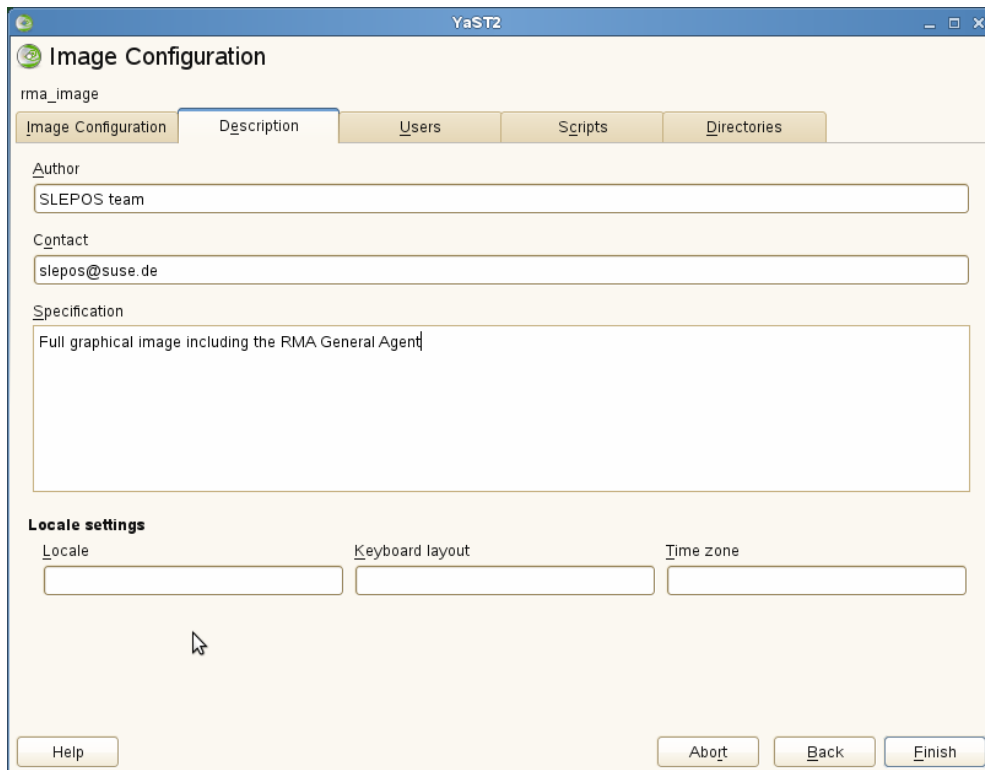 YaST2
Image Configuration
rma_image
Image Configuration Description Users Scripts Directories
Author
SLEPOS team
Contact
slepos@suse.de
Specification
Full graphical image including the RMA General Agent
Locale settings
Locale Keyboard layout Time zone
Help Abort Back Finish